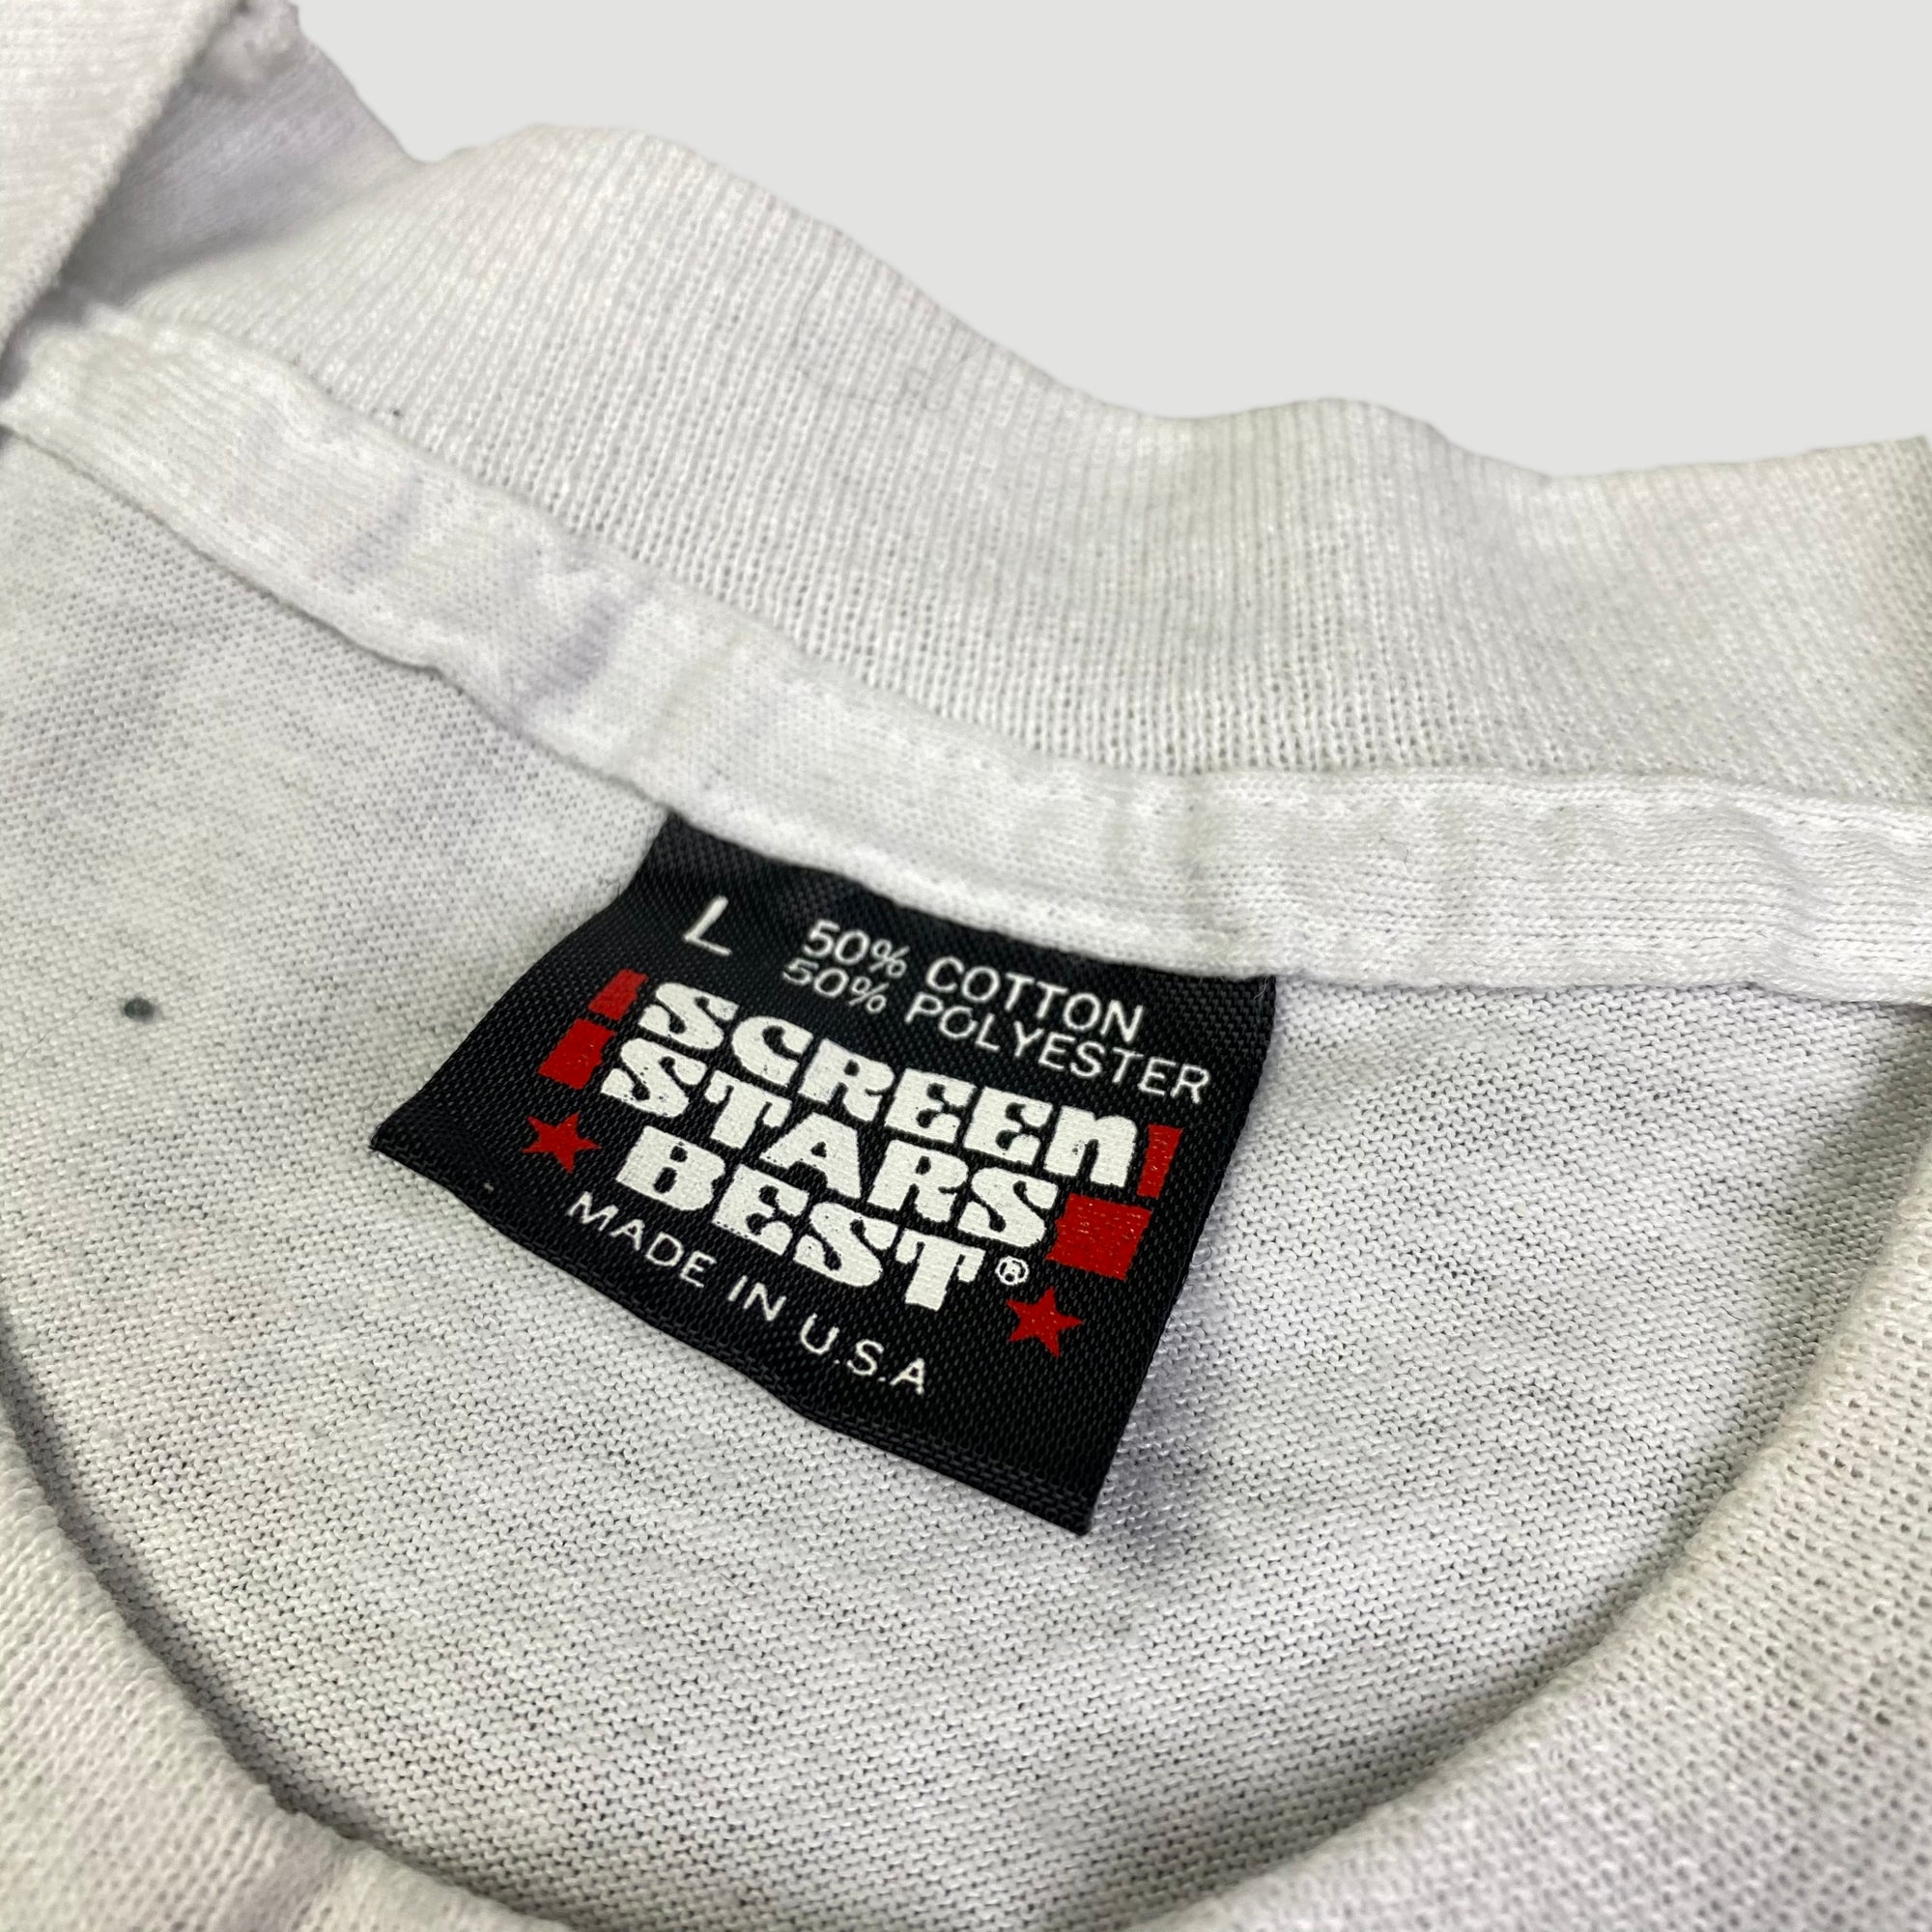 L 50% COTTON
50% POLYESTER
SCREEN
STARS
BEST®
MADE IN U.S.A